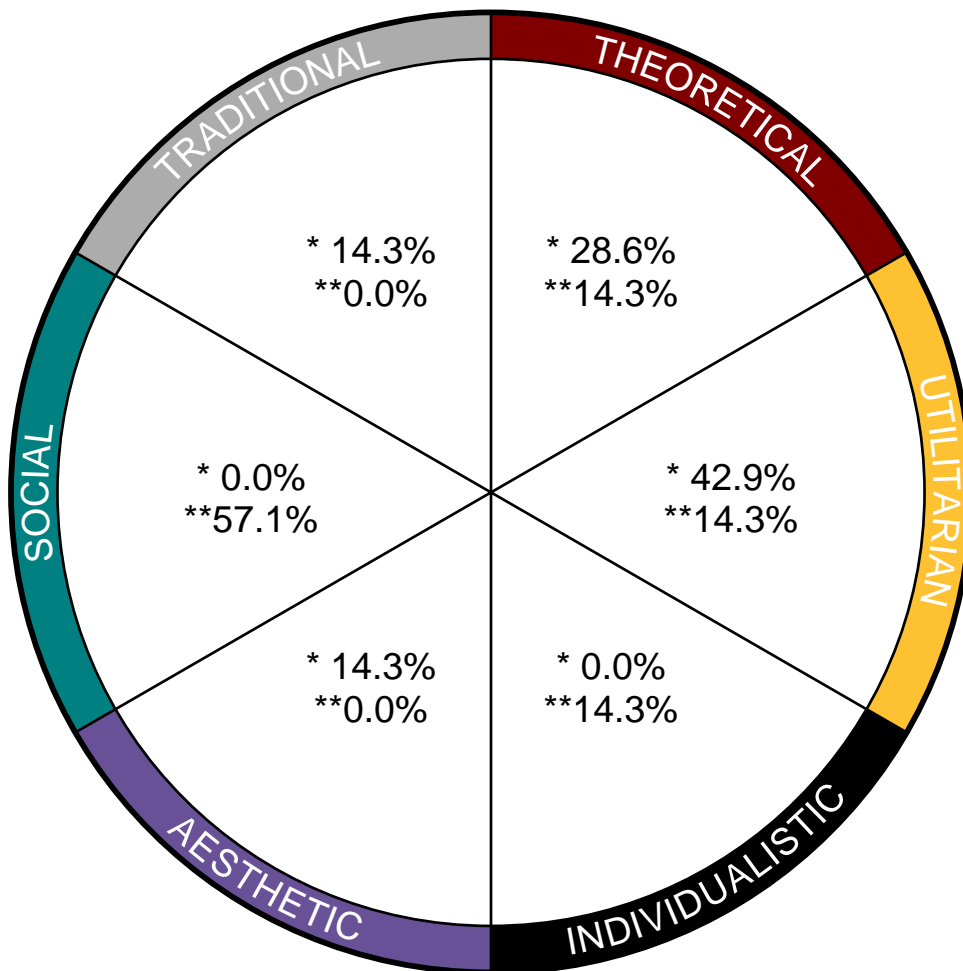 TRADITIONAL
THEORETICAL
* 14.3%
**0.0%
* 28.6%
**14.3%
SOCIAL
* 0.0%
**57.1%
* 42.9%
**14.3%
UTILITARIAN
* 14.3%
**0.0%
* 0.0%
**14.3%
AESTHETIC
INDIVIDUALISTIC